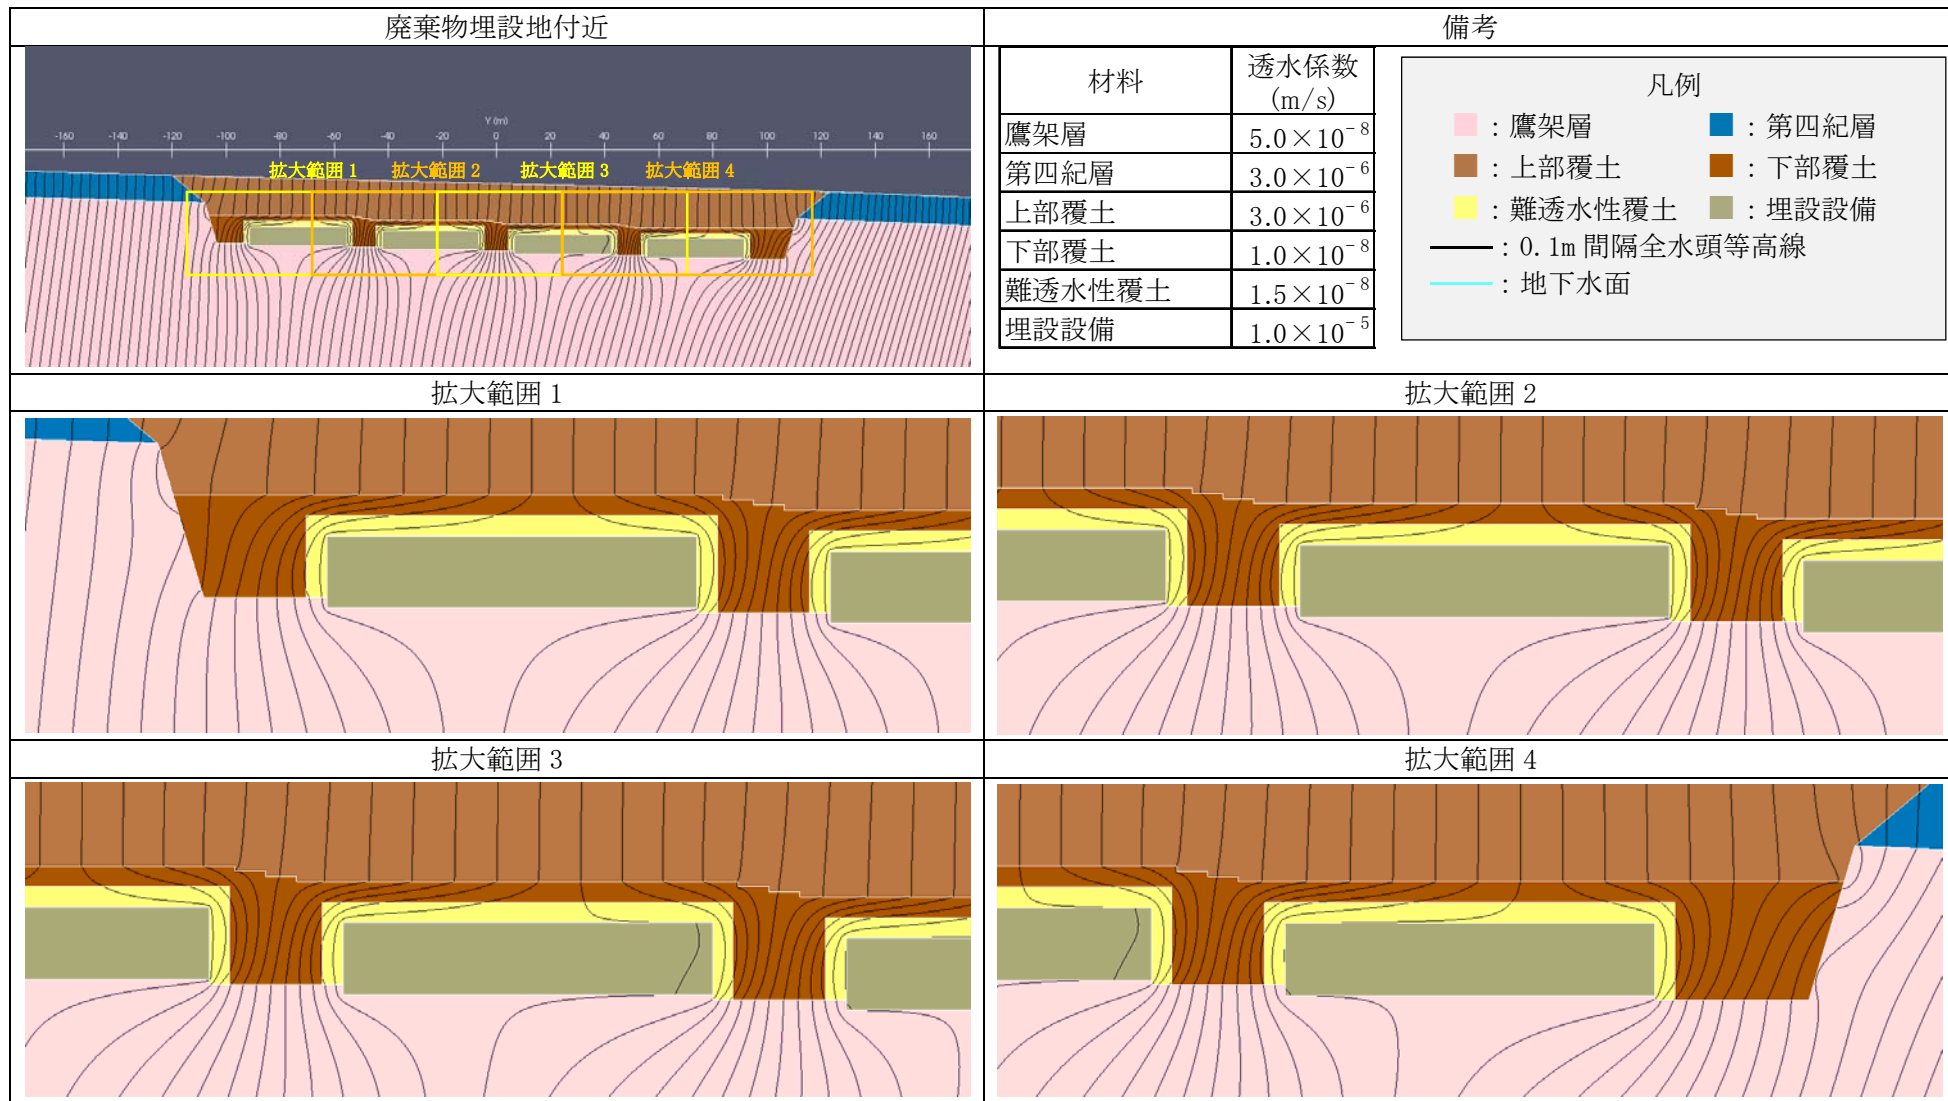 廃棄物埋設地付近
備考
Y (m)
-160 -140 -120 -100 -80 -60 -40 -20 0 20 40 60 80 100 120 140 160
拡大範囲 1 拡大範囲 2 拡大範囲 3 拡大範囲 4
材料 透水係数 (m/s)
鷹架層 5.0×10⁻⁸
第四紀層 3.0×10⁻⁶
上部覆土 3.0×10⁻⁶
下部覆土 1.0×10⁻⁸
難透水性覆土 1.5×10⁻⁸
埋設設備 1.0×10⁻⁵
凡例
:鷹架層 :第四紀層
:上部覆土 :下部覆土
:難透水性覆土 :埋設設備
:0.1m 間隔全水頭等高線
:地下水面
拡大範囲 1
拡大範囲 2
拡大範囲 3
拡大範囲 4